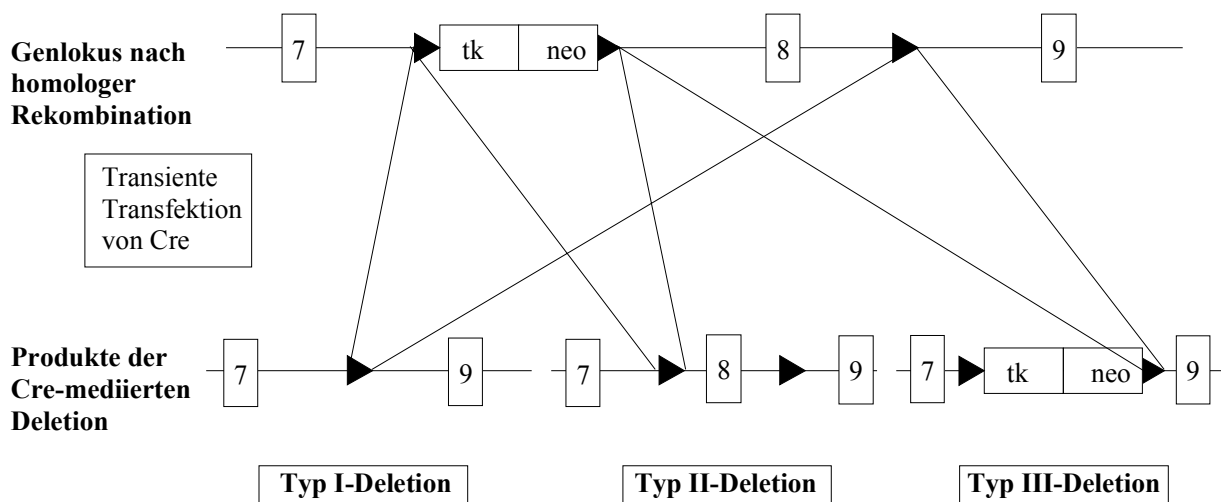 Genlokus nach
homologer
Rekombination
7
tk neo
8
9
Transiente
Transfektion
von Cre
Produkte der
Cre-mediierten
Deletion
7
9
7
8
9
7
tk neo
9
Typ I-Deletion
Typ II-Deletion
Typ III-Deletion